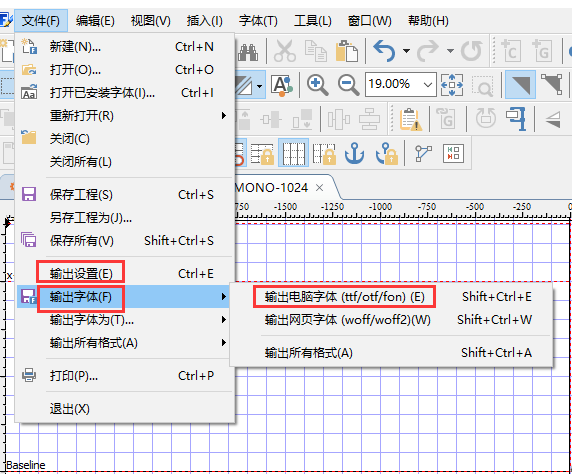 文件(F) 编辑(E) 视图(V) 插入(I) 字体(T) 工具(L) 窗口(W) 帮助(H)
新建(N)... Ctrl+N
打开(O)... Ctrl+O
19.00%
打开已安装字体(I)... Ctrl+I
重新打开(R)
关闭(C)
关闭所有(L)
保存工程(S) Ctrl+S
MONO-1024
另存工程为(J)...
保存所有(V) Shift+Ctrl+S
750 -1500 -1250 -1000 -750 -500 -250
输出设置(E) Ctrl+E
x
输出字体(F)
输出电脑字体 (ttf/otf/fon) (E) Shift+Ctrl+E
输出字体为(T)...
输出网页字体 (woff/woff2)(W) Shift+Ctrl+W
输出所有格式(A)
输出所有格式(A) Shift+Ctrl+A
打印(P)... Ctrl+P
退出(X)
Baseline